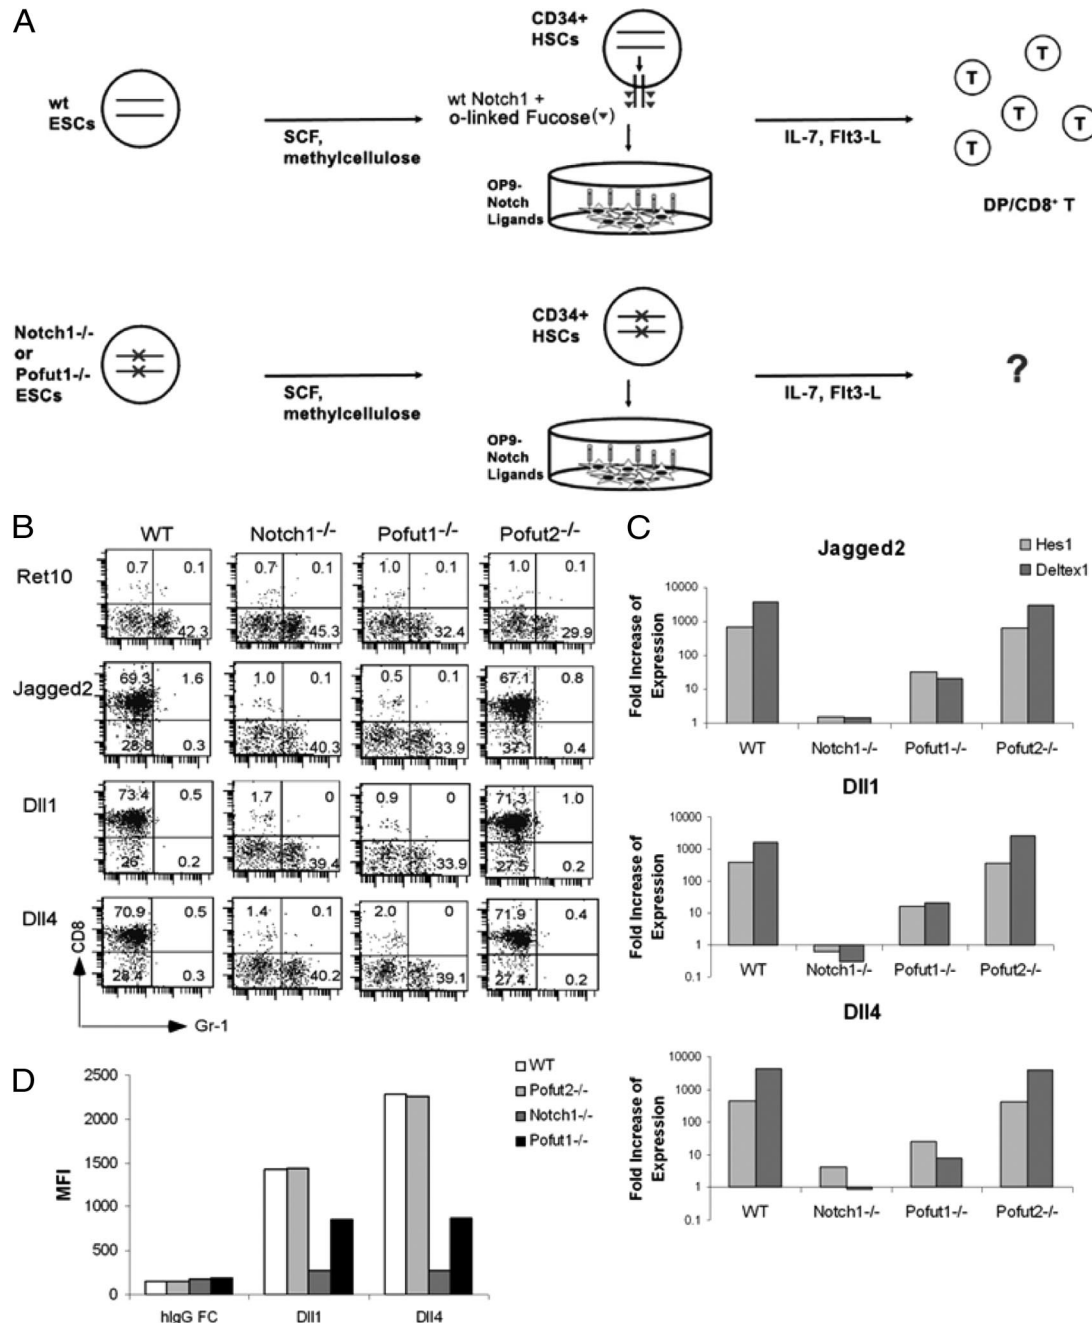 A
wt
ESCs
SCF,
methylcellulose
CD34+
HSCs
wt Notch1 +
o-linked Fucose(▼)
OP9-
Notch
Ligands
IL-7, Flt3-L
T
T
T
T
T
DP/CD8⁺ T
Notch1-/-
or
Pofut1-/-
ESCs
SCF,
methylcellulose
CD34+
HSCs
OP9-
Notch
Ligands
IL-7, Flt3-L
?
B
WT Notch1-/- Pofut1-/- Pofut2-/-
Ret10
0.7 0.1 0.7 0.1 1.0 0.1 1.0 0.1
42.3 45.3 32.4 29.9
Jagged2
69.3 1.6 1.0 0.1 0.5 0.1 67.1 0.8
28.8 0.3 40.3 33.9 37.1 0.4
Dll1
73.4 0.5 1.7 0 0.9 0 71.3 1.0
26 0.2 39.4 33.9 27.5 0.2
Dll4
70.9 0.5 1.4 0.1 2.0 0 71.9 0.4
28.4 0.3 40.2 39.1 27.4 0.2
CD8
Gr-1
C
Jagged2
Hes1
Deltex1
Fold Increase of
Expression
10000
1000
100
10
1
WT Notch1-/- Pofut1-/- Pofut2-/-
Dll1
Fold Increase of
Expression
10000
1000
100
10
1
0.1
WT Notch1-/- Pofut1-/- Pofut2-/-
Dll4
Fold Increase of
Expression
10000
1000
100
10
1
0.1
WT Notch1-/- Pofut1-/- Pofut2-/-
D
WT
Pofut2-/-
Notch1-/-
Pofut1-/-
MFI
2500
2000
1500
1000
500
0
hIgG FC Dll1 Dll4